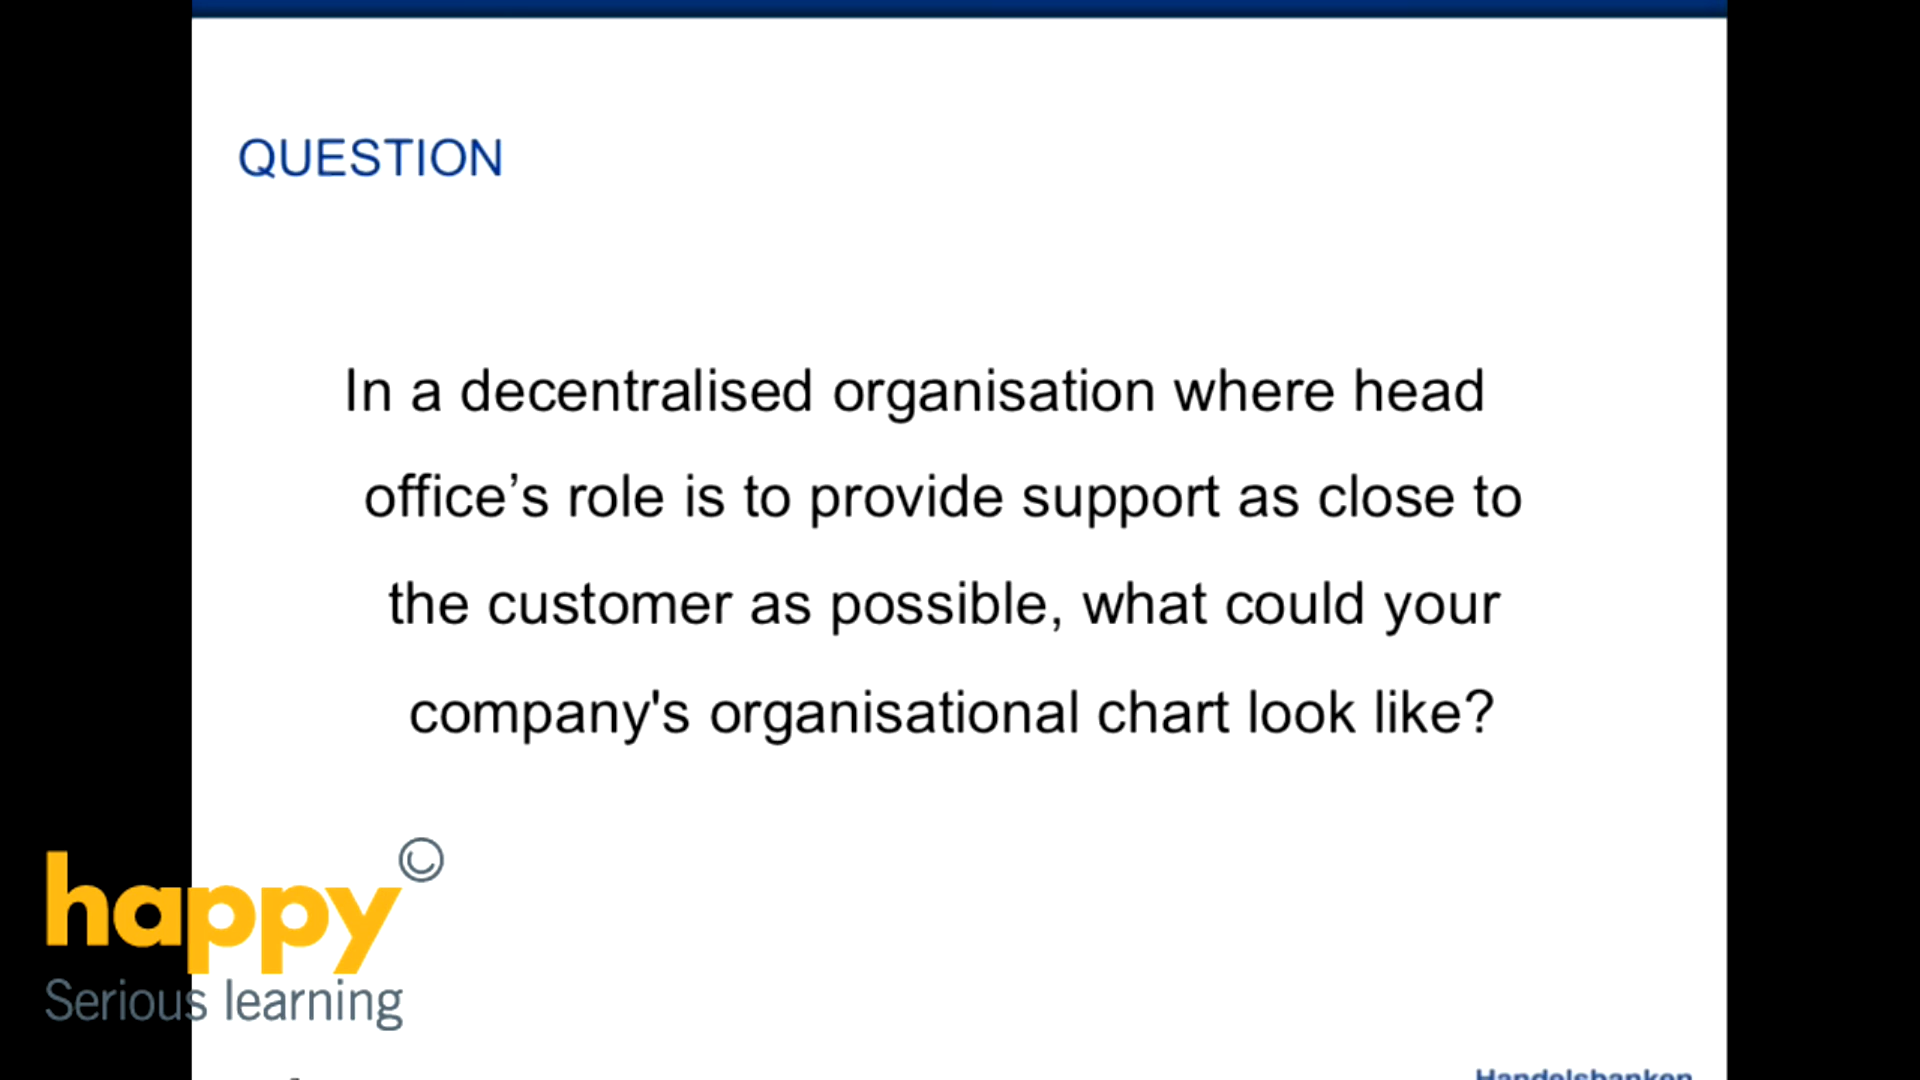 QUESTION
In a decentralised organisation where head
office’s role is to provide support as close to
the customer as possible, what could your
company's organisational chart look like?
happy
Serious learning
Handelsbanken